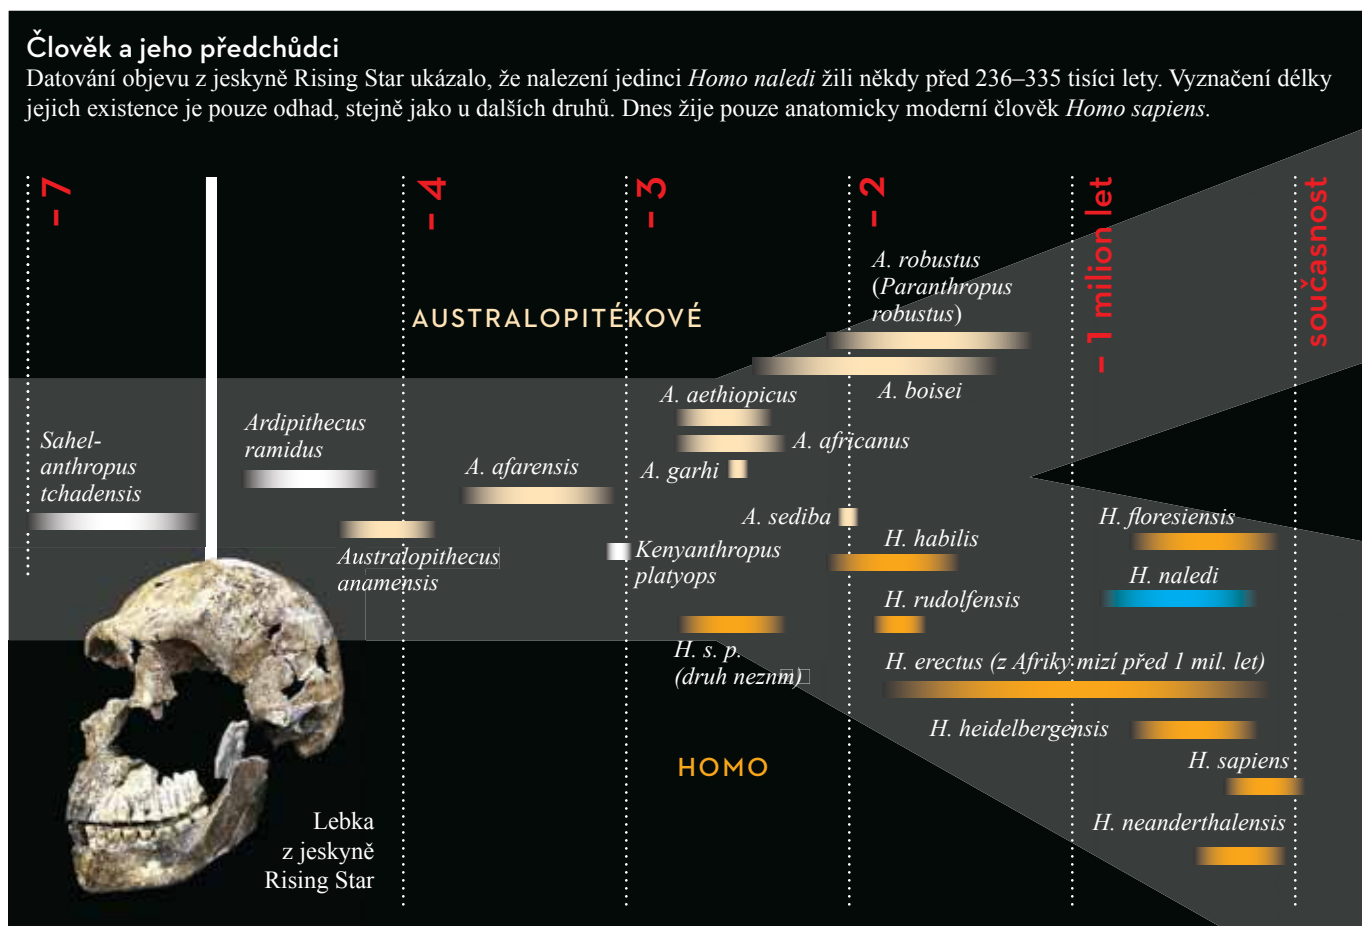 Člověk a jeho předchůdci
Datování objevu z jeskyně Rising Star ukázalo, že nalezení jedinci Homo naledi žili někdy před 236–335 tisíci lety. Vyznačení délky
jejich existence je pouze odhad, stejně jako u dalších druhů. Dnes žije pouze anatomicky moderní člověk Homo sapiens.
– 7
– 4
– 3
– 2
– 1 milion let
současnost
AUSTRALOPITÉKOVÉ
A. robustus
(Paranthropus
robustus)
A. boisei
A. aethiopicus
A. africanus
A. garhi
Ardipithecus
ramidus
Sahel-
anthropus
tchadensis
A. afarensis
Australopithecus
anamensis
A. sediba
Kenyanthropus
platyops
H. habilis
H. rudolfensis
H. floresiensis
H. naledi
H. s. p.
(druh neznm)
H. erectus (z Afriky mizí před 1 mil. let)
H. heidelbergensis
HOMO
H. sapiens
H. neanderthalensis
Lebka
z jeskyně
Rising Star